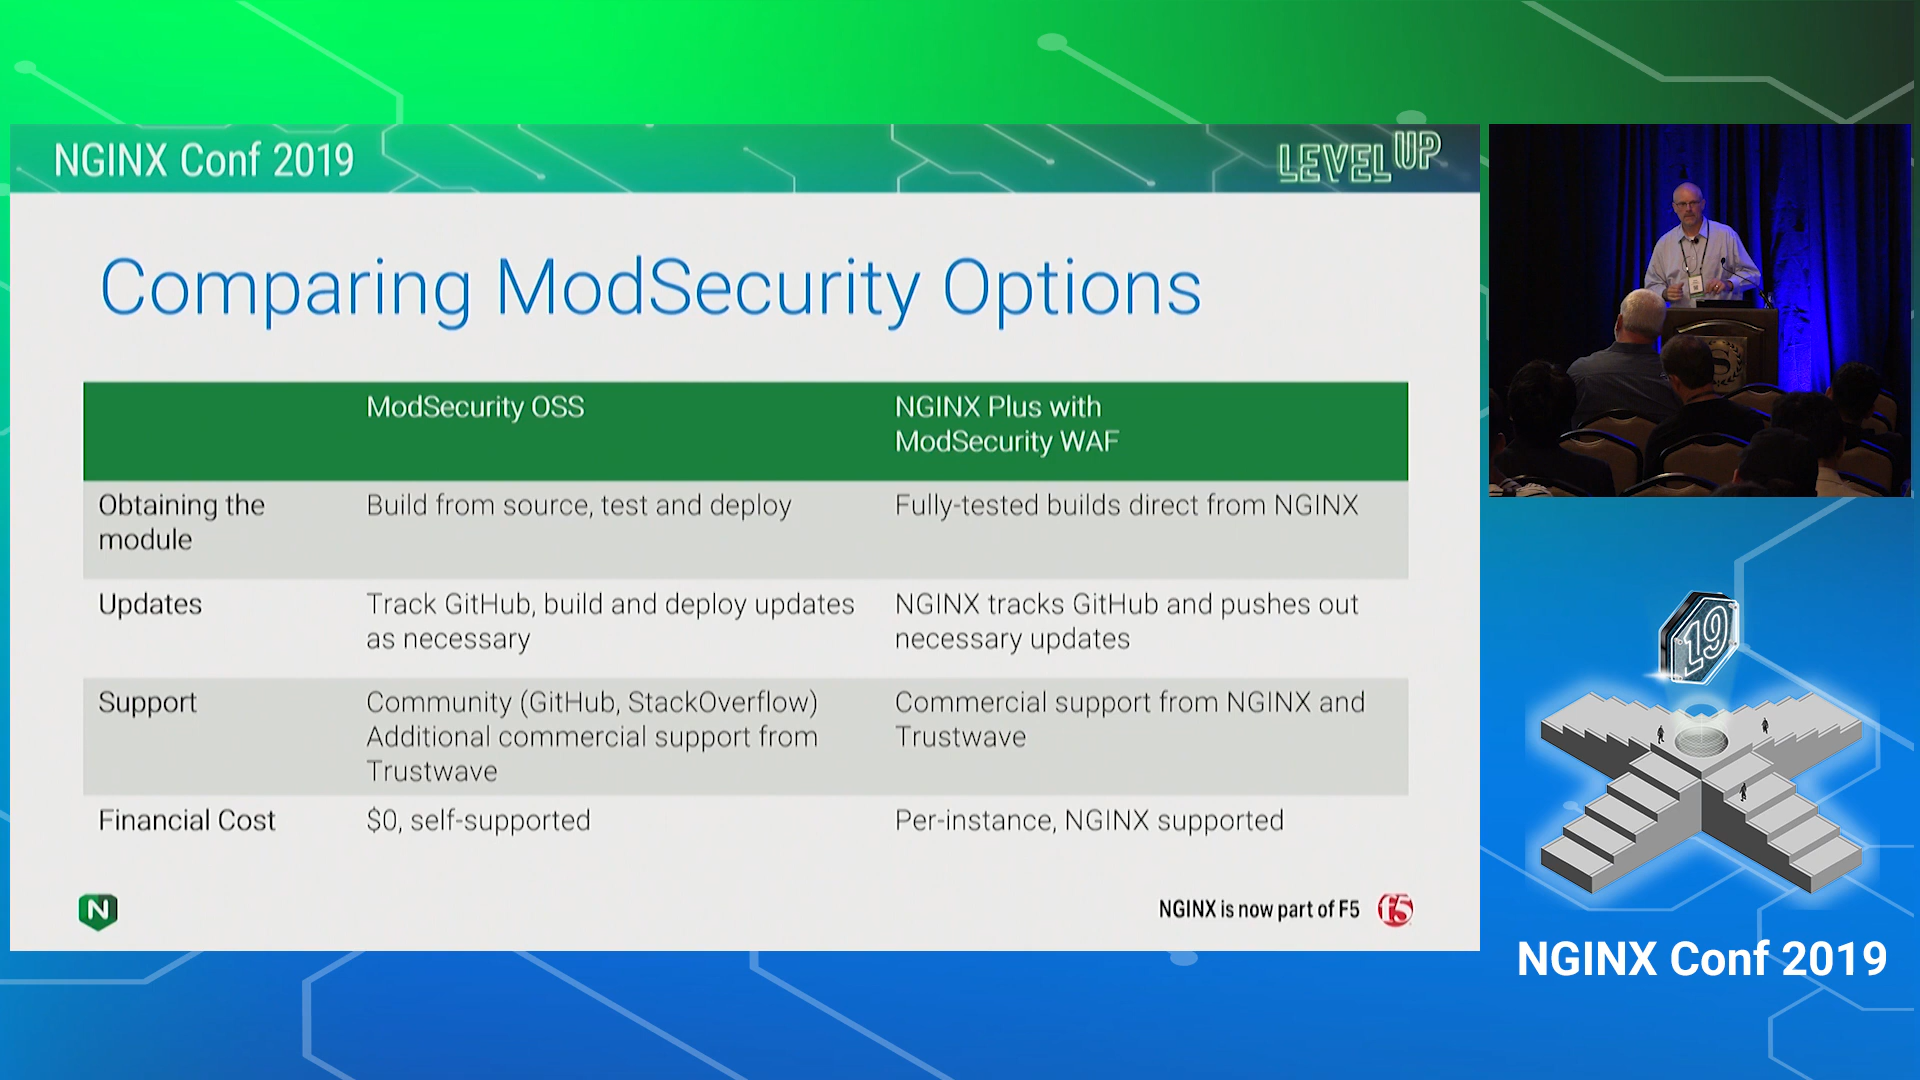 NGINX Conf 2019
LEVEL UP
Comparing ModSecurity Options
ModSecurity OSS
NGINX Plus with
ModSecurity WAF
Obtaining the
module
Build from source, test and deploy
Fully-tested builds direct from NGINX
Updates
Track GitHub, build and deploy updates
as necessary
NGINX tracks GitHub and pushes out
necessary updates
Support
Community (GitHub, StackOverflow)
Additional commercial support from
Trustwave
Commercial support from NGINX and
Trustwave
Financial Cost
$0, self-supported
Per-instance, NGINX supported
N
NGINX is now part of F5
f5
S
19
NGINX Conf 2019